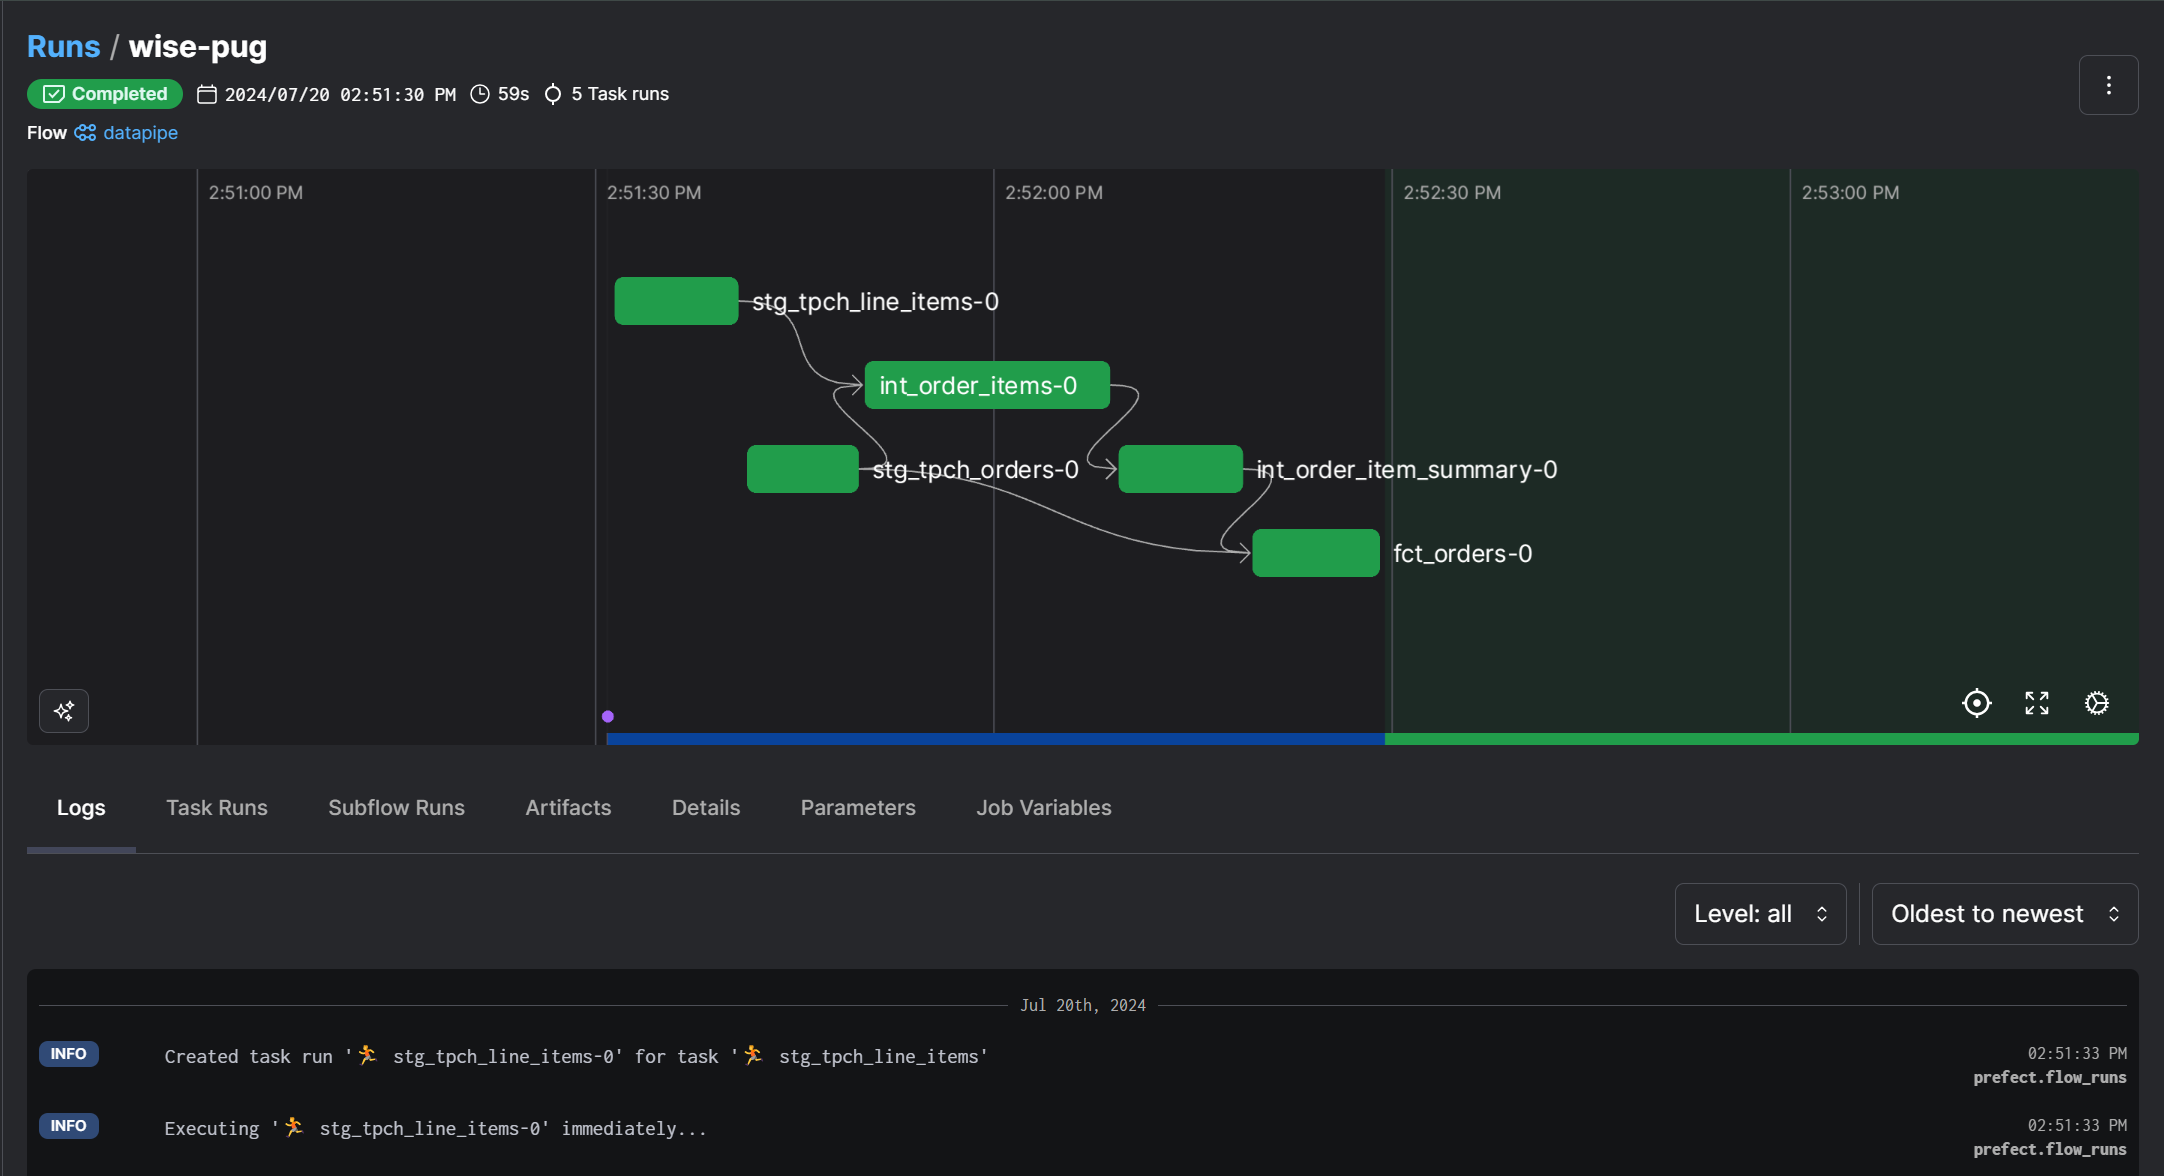 Runs / wise-pug
Completed 2024/07/20 02:51:30 PM 59s 5 Task runs
Flow datapipe
2:51:00 PM 2:51:30 PM 2:52:00 PM 2:52:30 PM 2:53:00 PM
stg_tpch_line_items-0
int_order_items-0
stg_tpch_orders-0 int_order_item_summary-0
fct_orders-0
Logs Task Runs Subflow Runs Artifacts Details Parameters Job Variables
Level: all Oldest to newest
Jul 20th, 2024
INFO Created task run '🏃 stg_tpch_line_items-0' for task '🏃 stg_tpch_line_items' 02:51:33 PM
prefect.flow_runs
INFO Executing '🏃 stg_tpch_line_items-0' immediately... 02:51:33 PM
prefect.flow_runs